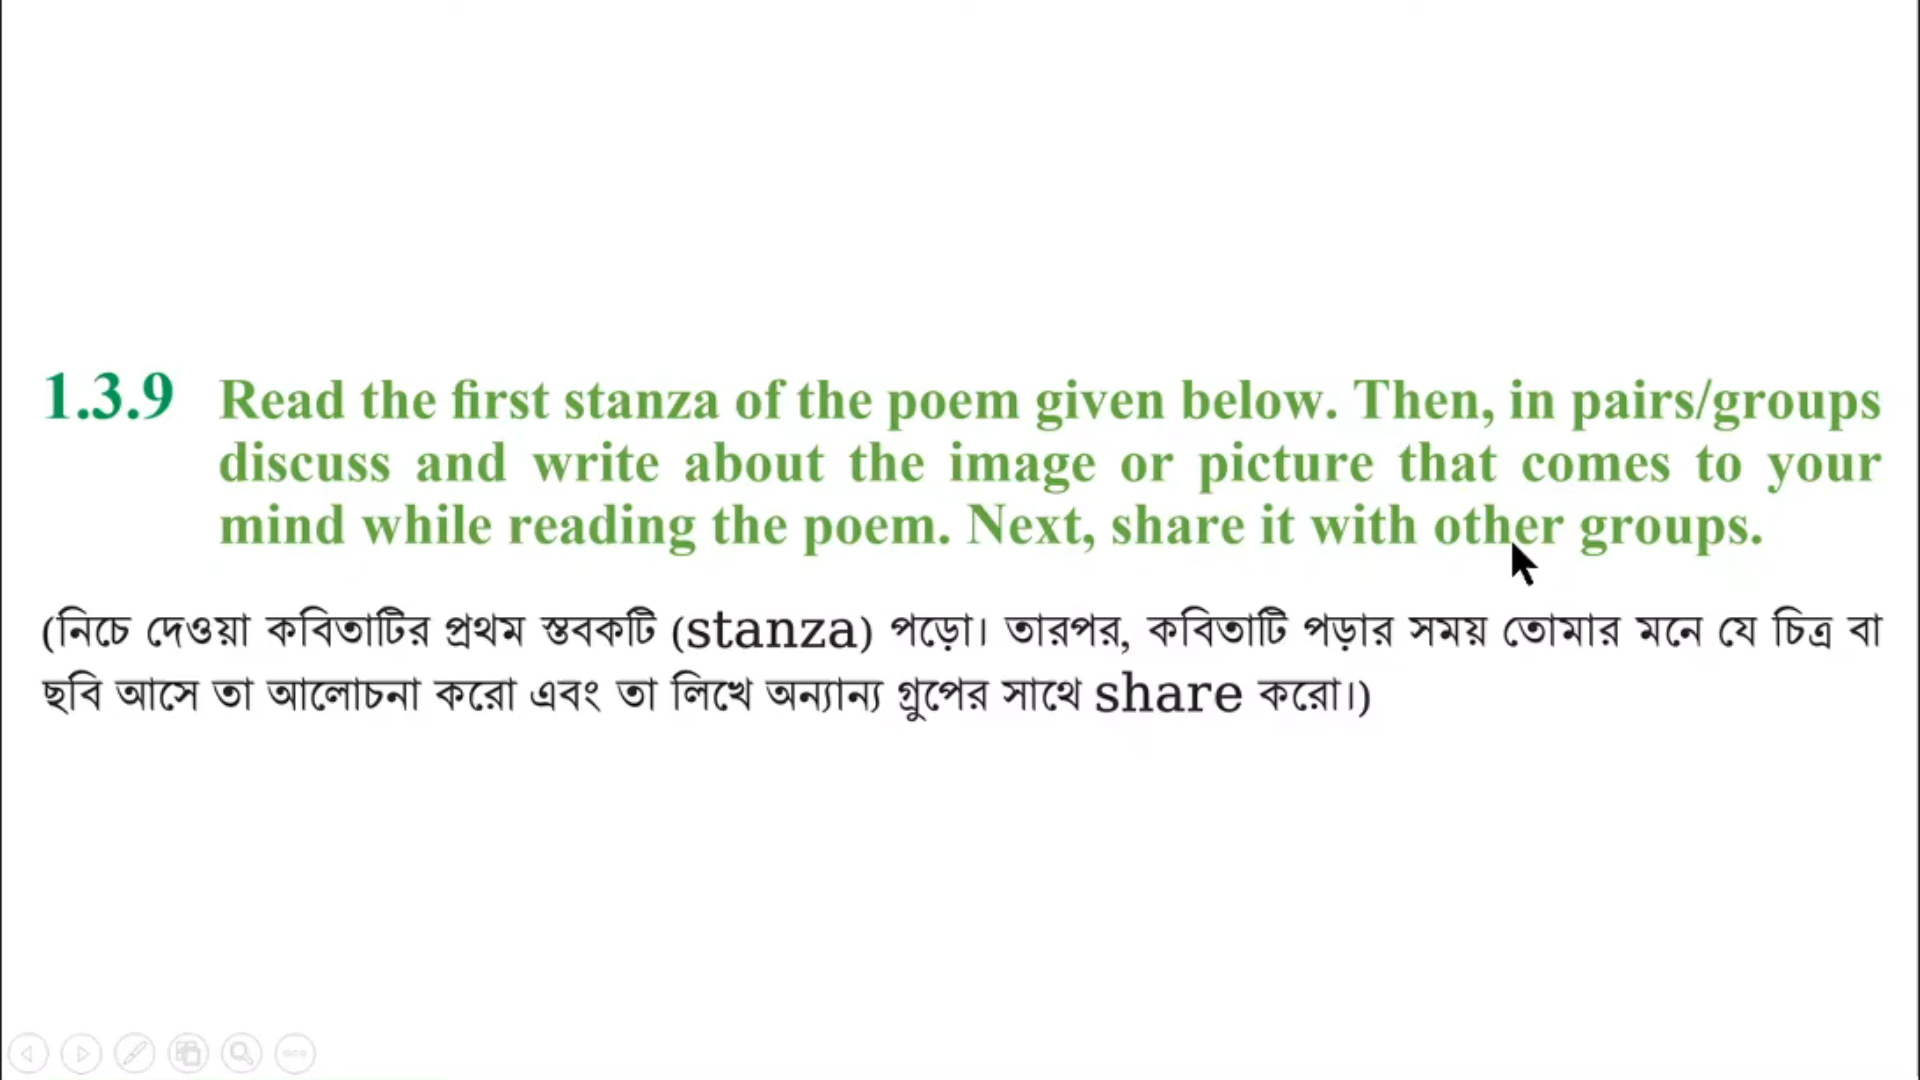 1.3.9 Read the first stanza of the poem given below. Then, in pairs/groups
discuss and write about the image or picture that comes to your
mind while reading the poem. Next, share it with other groups.
(নিচে দেওয়া কবিতাটির প্রথম স্তবকটি (stanza) পড়ো। তারপর, কবিতাটি পড়ার সময় তোমার মনে যে চিত্র বা
ছবি আসে তা আলোচনা করো এবং তা লিখে অন্যান্য গ্রুপের সাথে share করো।)